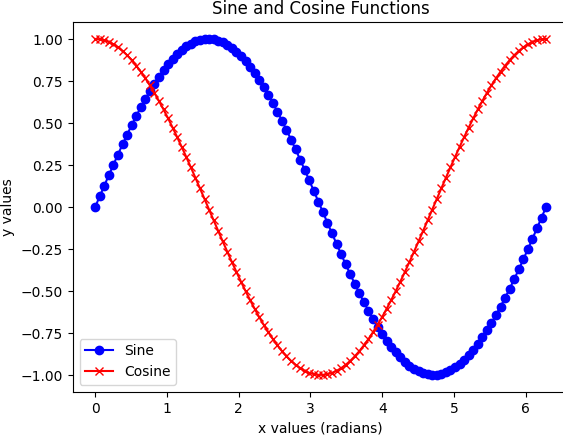 Sine and Cosine Functions
1.00
0.75
0.50
0.25
0.00
−0.25
−0.50
−0.75
−1.00
y values
Sine
Cosine
0 1 2 3 4 5 6
x values (radians)